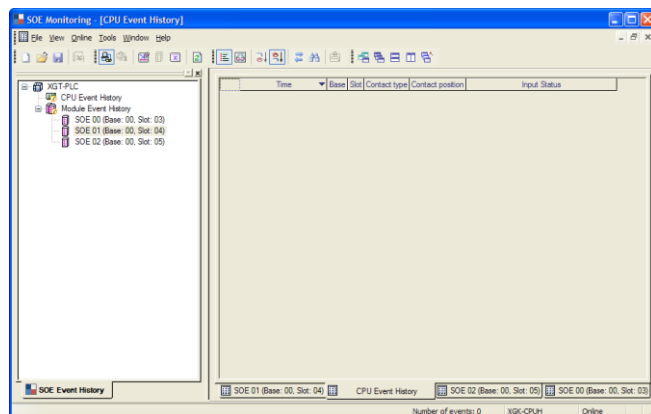 SOE Monitoring - [CPU Event History]
File View Online Tools Window Help
XGT-PLC
CPU Event History
Module Event History
SOE 00 (Base: 00, Slot: 03)
SOE 01 (Base: 00, Slot: 04)
SOE 02 (Base: 00, Slot: 05)
Time Base Slot Contact type Contact position Input Status
SOE Event History
SOE 01 (Base: 00, Slot: 04) CPU Event History SOE 02 (Base: 00, Slot: 05) SOE 00 (Base: 00, Slot: 03)
Number of events: 0 XGK-CPUH Online